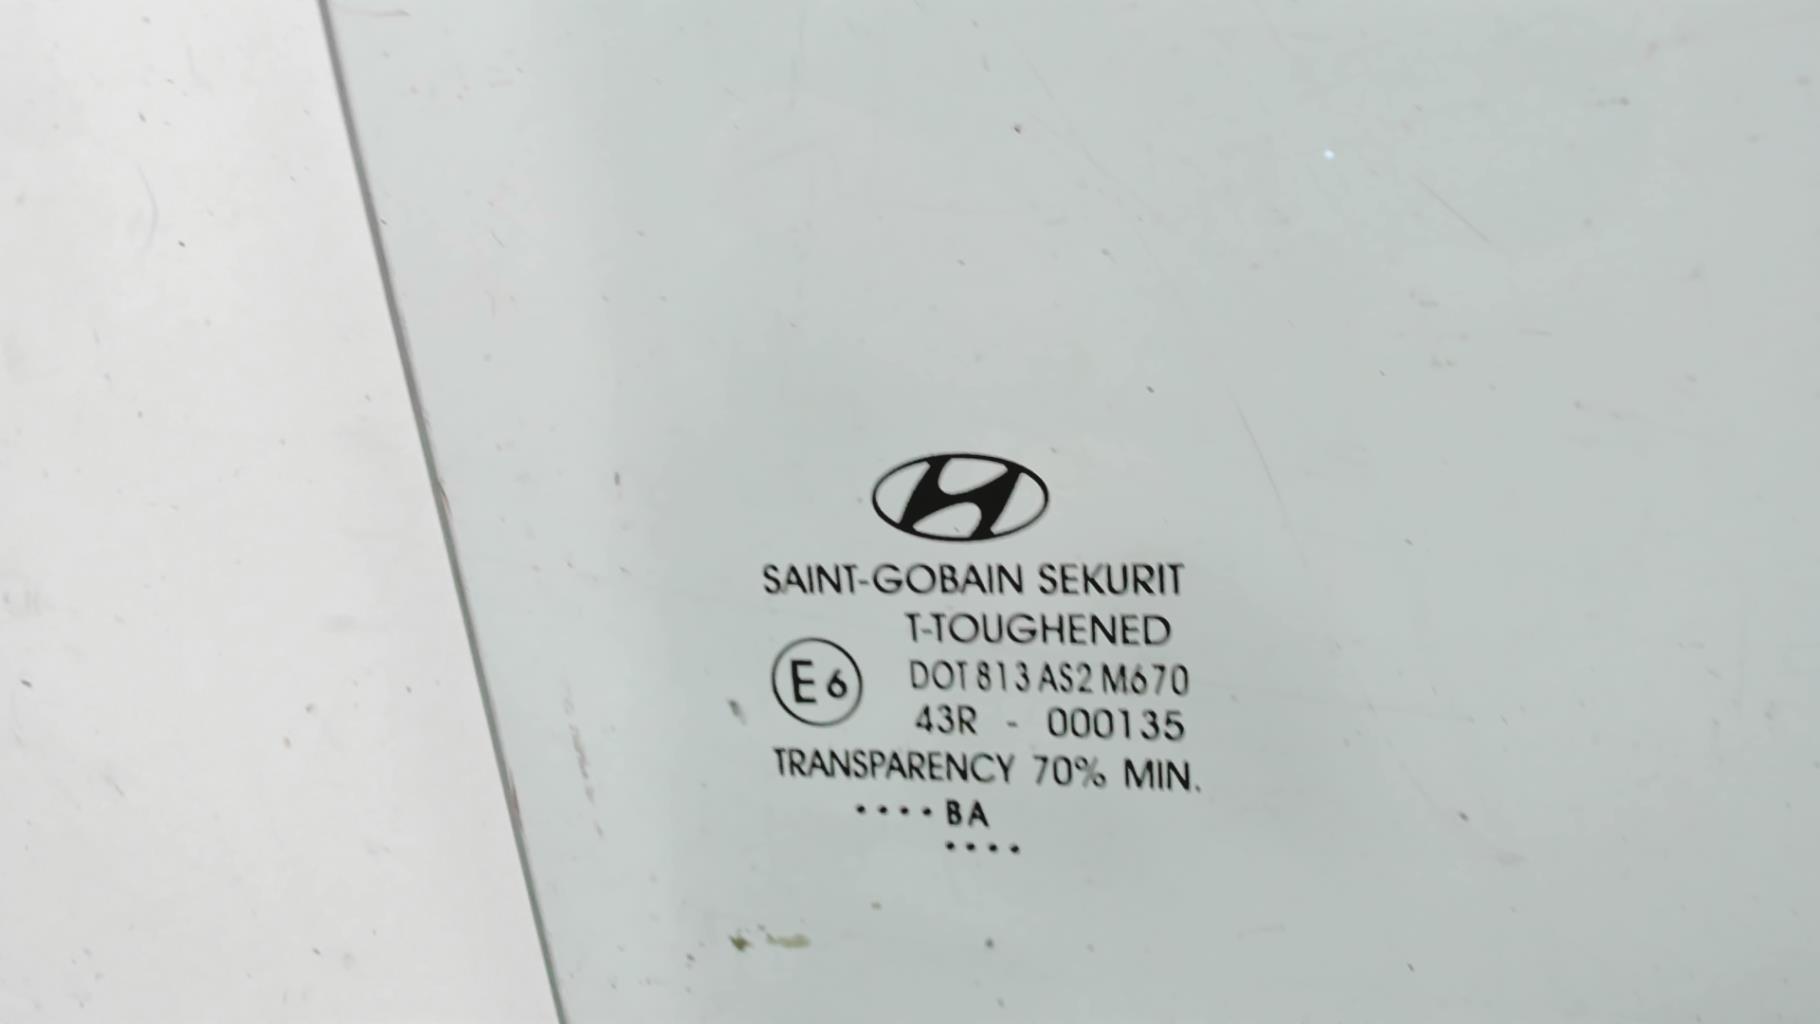 SAINT-GOBAIN SEKURIT
T-TOUGHENED
E6
DOT 813 AS2 M670
43R - 000135
TRANSPARENCY 70% MIN.
....BA
....